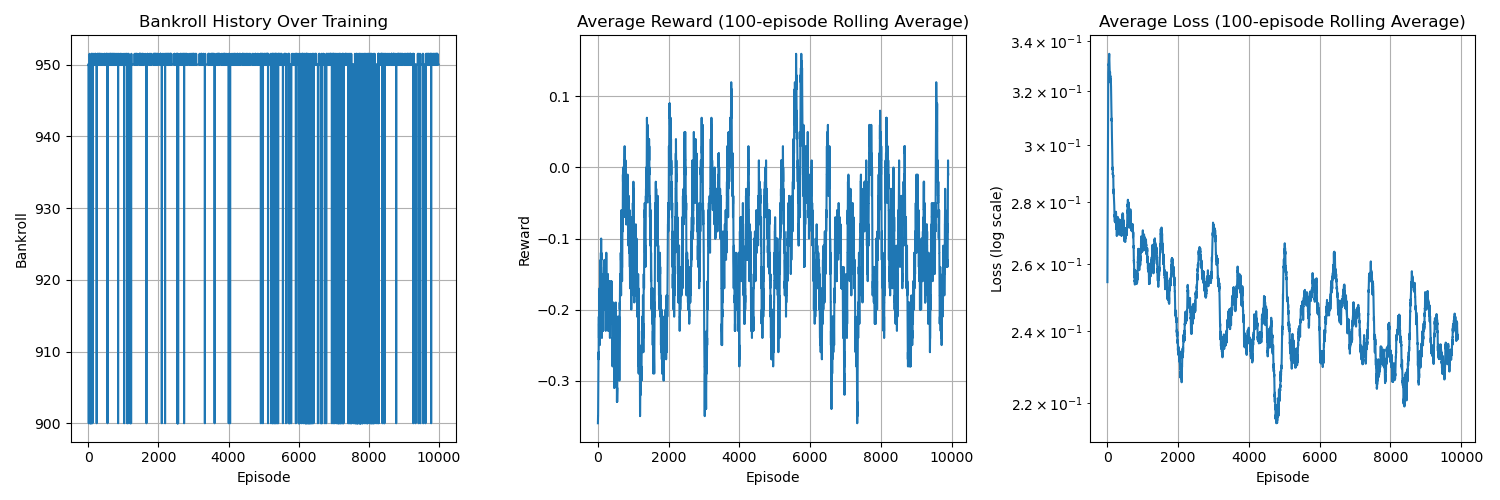 Bankroll History Over Training
Bankroll
950
940
930
920
910
900
0 2000 4000 6000 8000 10000
Episode
Average Reward (100-episode Rolling Average)
Reward
0.1
0.0
−0.1
−0.2
−0.3
0 2000 4000 6000 8000 10000
Episode
Average Loss (100-episode Rolling Average)
Loss (log scale)
3.4 × 10⁻¹
3.2 × 10⁻¹
3 × 10⁻¹
2.8 × 10⁻¹
2.6 × 10⁻¹
2.4 × 10⁻¹
2.2 × 10⁻¹
0 2000 4000 6000 8000 10000
Episode